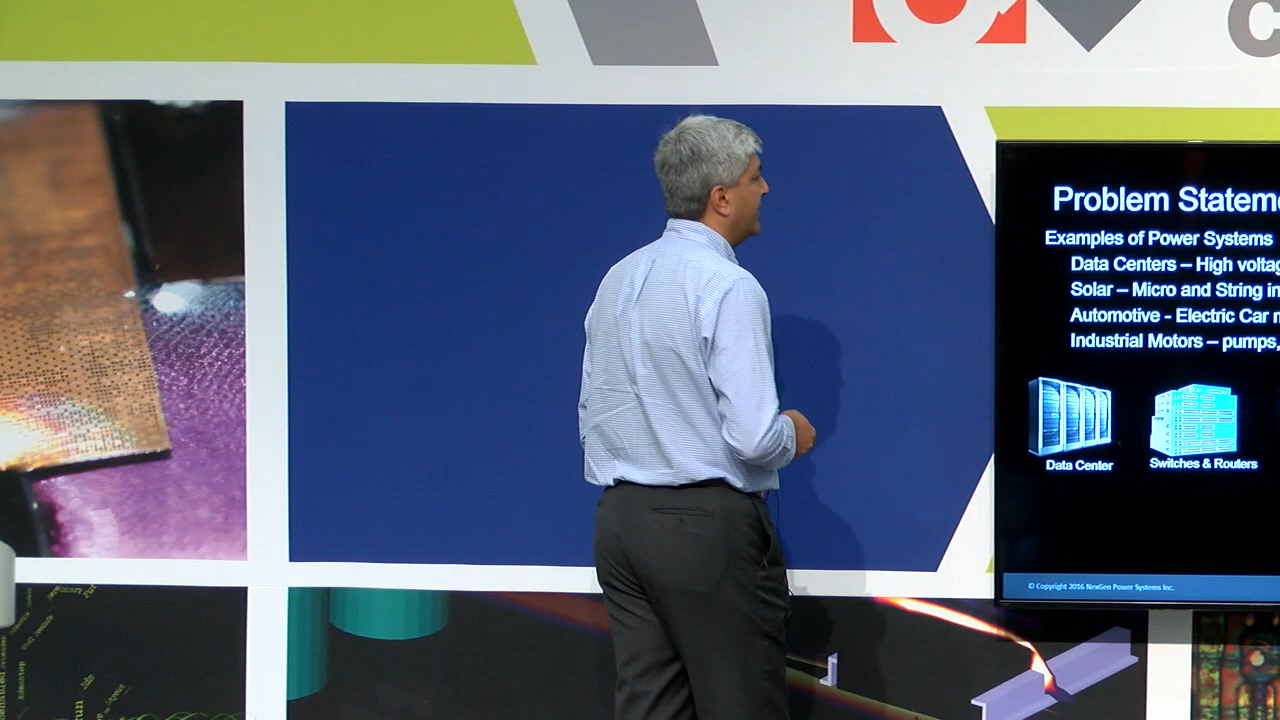 C
Problem Statem
Examples of Power Systems
Data Centers – High voltag
Solar – Micro and String in
Automotive - Electric Car m
Industrial Motors – pumps,
Data Center
Switches & Routers
© Copyright 2016 NexGen Power Systems Inc.